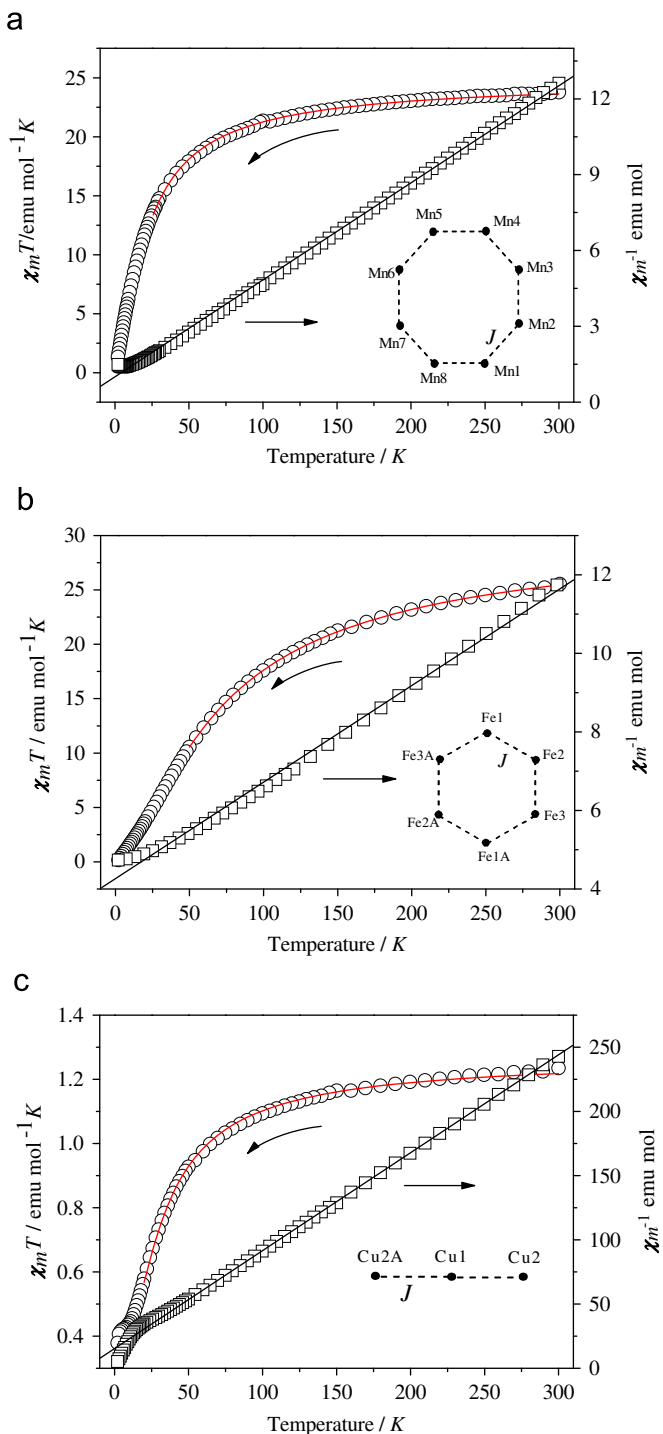 a
25
20
15
10
5
0
12
9
6
3
0
χmT/emu mol⁻¹K
χm⁻¹ emu mol
Mn5
Mn4
Mn6
Mn3
Mn7
Mn2
J
Mn8
Mn1
0 50 100 150 200 250 300
Temperature / K
b
30
25
20
15
10
5
0
12
10
8
6
4
χmT / emu mol⁻¹K
χm⁻¹ emu mol
Fe1
J
Fe3A
Fe2
Fe2A
Fe3
Fe1A
0 50 100 150 200 250 300
Temperature / K
c
1.4
1.2
1.0
0.8
0.6
0.4
250
200
150
100
50
0
χmT / emu mol⁻¹K
χm⁻¹ emu mol
Cu2A Cu1 Cu2
J
0 50 100 150 200 250 300
Temperature / K